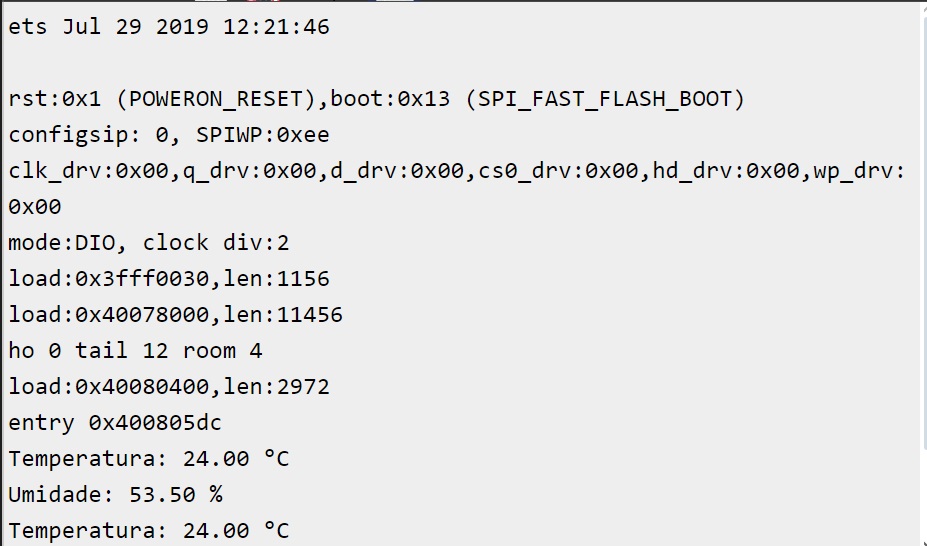 ets Jul 29 2019 12:21:46
rst:0x1 (POWERON_RESET),boot:0x13 (SPI_FAST_FLASH_BOOT)
configsip: 0, SPIWP:0xee
clk_drv:0x00,q_drv:0x00,d_drv:0x00,cs0_drv:0x00,hd_drv:0x00,wp_drv:
0x00
mode:DIO, clock div:2
load:0x3fff0030,len:1156
load:0x40078000,len:11456
ho 0 tail 12 room 4
load:0x40080400,len:2972
entry 0x400805dc
Temperatura: 24.00 °C
Umidade: 53.50 %
Temperatura: 24.00 °C